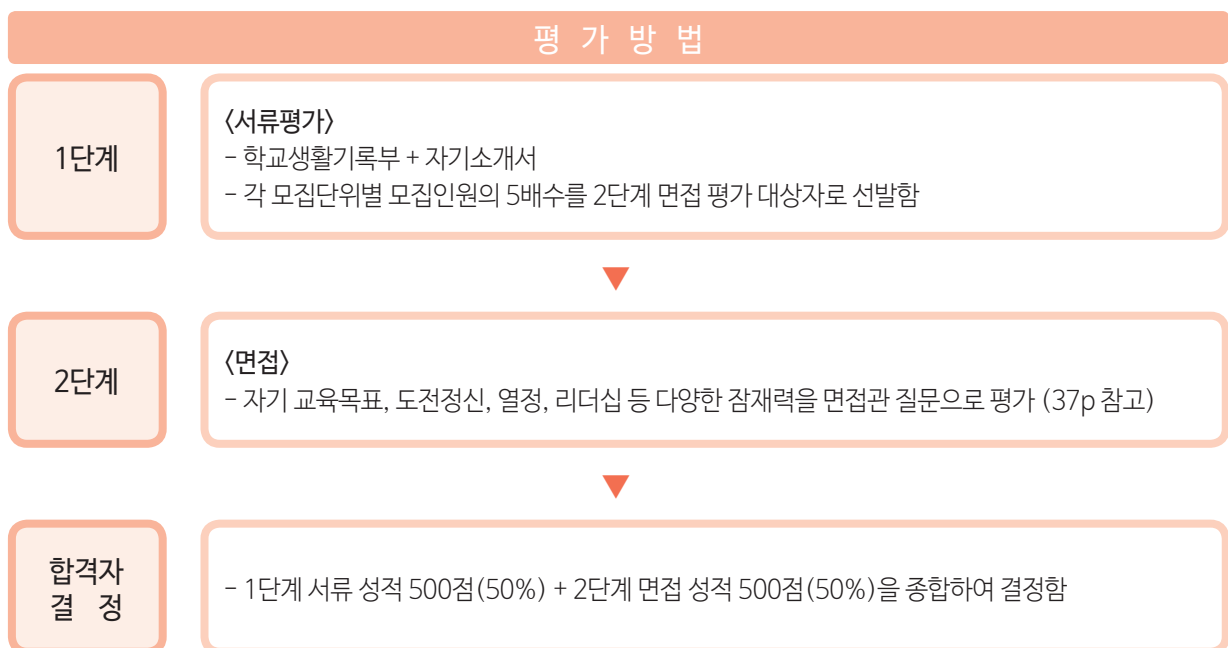 평 가 방 법
1단계
〈서류평가〉
- 학교생활기록부 + 자기소개서
- 각 모집단위별 모집인원의 5배수를 2단계 면접 평가 대상자로 선발함
2단계
〈면접〉
- 자기 교육목표, 도전정신, 열정, 리더십 등 다양한 잠재력을 면접관 질문으로 평가 (37p 참고)
합격자
결 정
- 1단계 서류 성적 500점(50%) + 2단계 면접 성적 500점(50%)을 종합하여 결정함